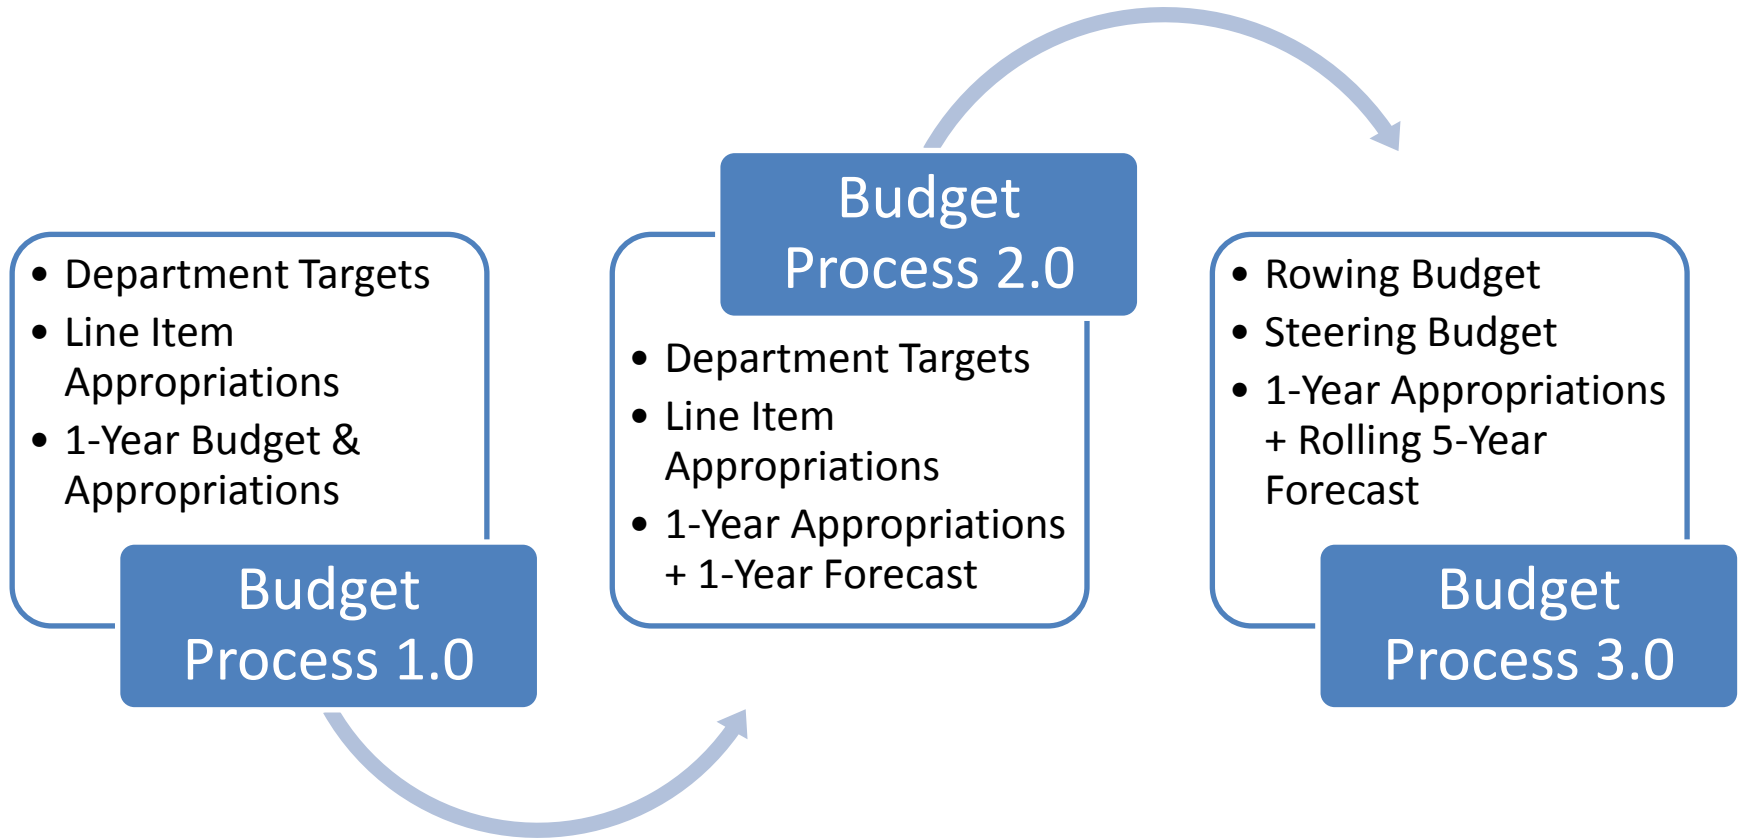 • Department Targets
• Line Item
Appropriations
• 1-Year Budget &
Appropriations
Budget
Process 1.0
Budget
Process 2.0
• Department Targets
• Line Item
Appropriations
• 1-Year Appropriations
+ 1-Year Forecast
• Rowing Budget
• Steering Budget
• 1-Year Appropriations
+ Rolling 5-Year
Forecast
Budget
Process 3.0